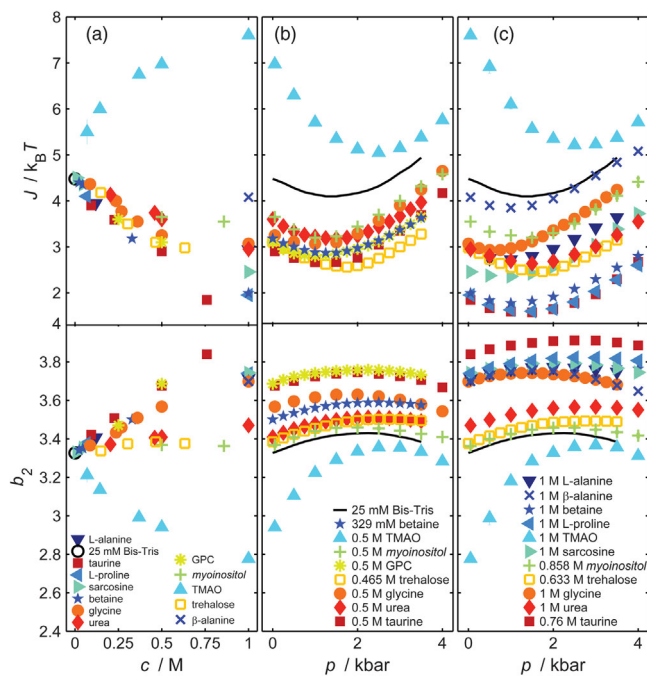 (a)
(b)
(c)
J / k_BT
8
7
6
5
4
3
2
4
3.8
3.6
3.4
3.2
3
2.8
2.6
2.4
b_2
0 0.25 0.5 0.75 1
c / M
0 2 4
p / kbar
0 2 4
p / kbar
L-alanine
25 mM Bis-Tris
taurine
L-proline
sarcosine
betaine
glycine
urea
GPC
myoinositol
TMAO
trehalose
β-alanine
25 mM Bis-Tris
329 mM betaine
0.5 M TMAO
0.5 M myoinositol
0.5 M GPC
0.465 M trehalose
0.5 M glycine
0.5 M urea
0.5 M taurine
1 M L-alanine
1 M β-alanine
1 M betaine
1 M L-proline
1 M TMAO
1 M sarcosine
0.858 M myoinositol
0.633 M trehalose
1 M glycine
1 M urea
0.76 M taurine